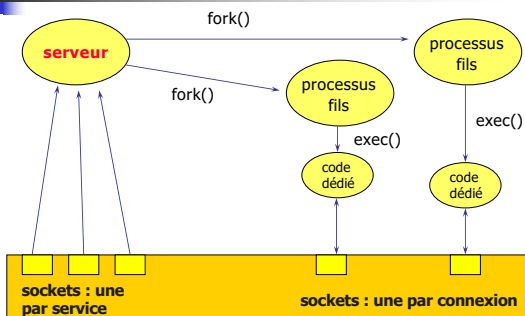 fork()
serveur
processus
fils
fork()
processus
fils
exec()
exec()
code
dédié
code
dédié
sockets : une
par service
sockets : une par connexion